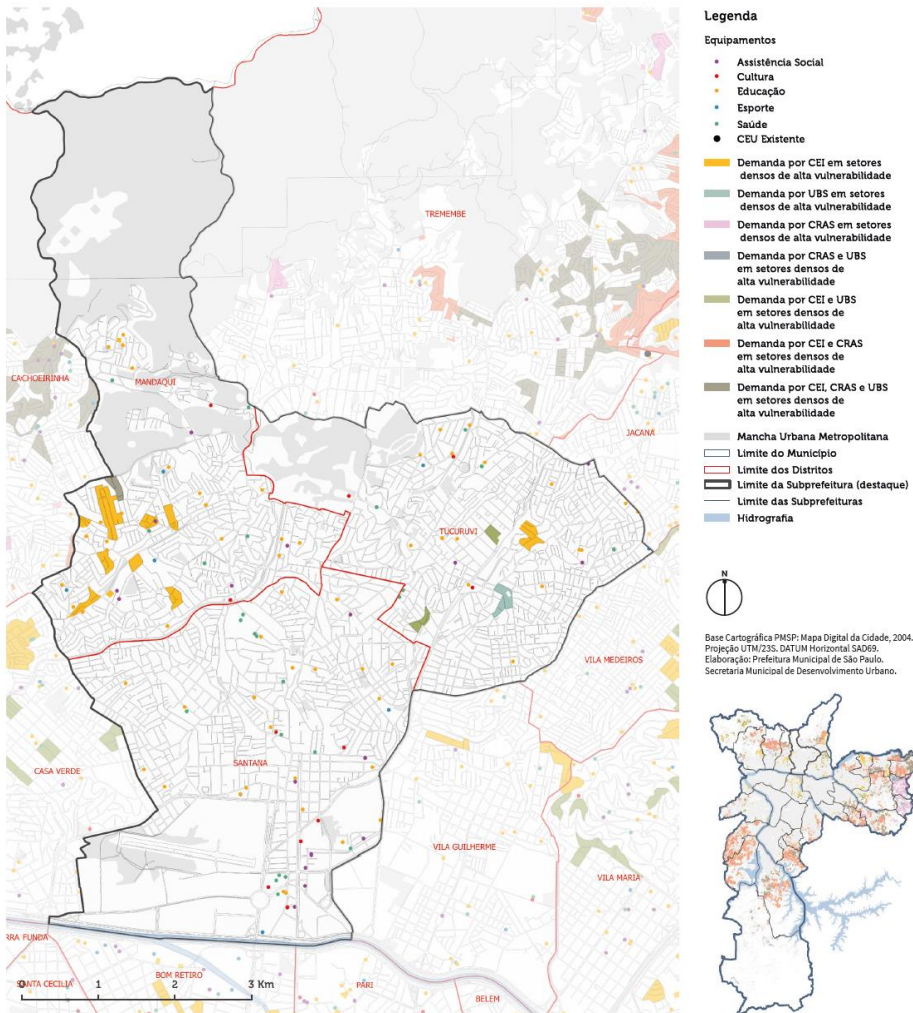 Legenda
Equipamentos
Assistência Social
Cultura
Educação
Esporte
Saúde
CEU Existente
Demanda por CEI em setores
densos de alta vulnerabilidade
Demanda por UBS em setores
densos de alta vulnerabilidade
Demanda por CRAS em setores
densos de alta vulnerabilidade
Demanda por CRAS e UBS
em setores densos de
alta vulnerabilidade
Demanda por CEI e UBS
em setores densos de
alta vulnerabilidade
Demanda por CEI e CRAS
em setores densos de
alta vulnerabilidade
Demanda por CEI, CRAS e UBS
em setores densos de
alta vulnerabilidade
Mancha Urbana Metropolitana
Limite do Município
Limite dos Distritos
Limite da Subprefeitura (destaque)
Limite das Subprefeituras
Hidrografia
N
Base Cartográfica PMSP: Mapa Digital da Cidade, 2004.
Projeção UTM/23S. DATUM Horizontal SAD69.
Elaboração: Prefeitura Municipal de São Paulo.
Secretaria Municipal de Desenvolvimento Urbano.
TREMEMBE
CACHOEIRINHA
MANDAQUI
JACANA
TUCURUVI
VILA MEDEIROS
CASA VERDE
SANTANA
VILA GUILHERME
VILA MARIA
RRA FUNDA
SANTA CECILIA
BOM RETIRO
PARI
BELEM
0 1 2 3 Km